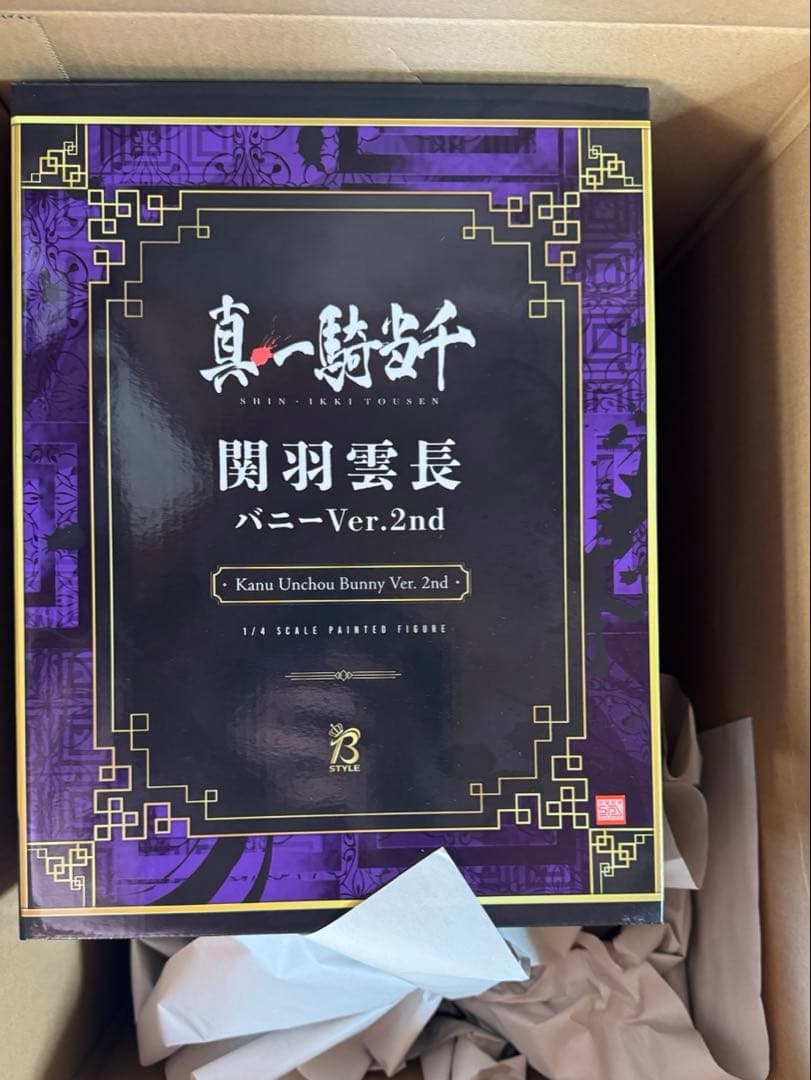 真・一騎当千
SHIN・IKKI TOUSEN
関羽雲長
バニーVer.2nd
・Kanu Unchou Bunny Ver. 2nd・
1/4 SCALE PAINTED FIGURE
B
STYLE